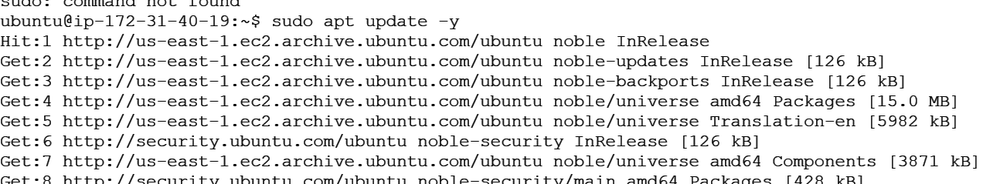 sudo: command not found
ubuntu@ip-172-31-40-19:~$ sudo apt update -y
Hit:1 http://us-east-1.ec2.archive.ubuntu.com/ubuntu noble InRelease
Get:2 http://us-east-1.ec2.archive.ubuntu.com/ubuntu noble-updates InRelease [126 kB]
Get:3 http://us-east-1.ec2.archive.ubuntu.com/ubuntu noble-backports InRelease [126 kB]
Get:4 http://us-east-1.ec2.archive.ubuntu.com/ubuntu noble/universe amd64 Packages [15.0 MB]
Get:5 http://us-east-1.ec2.archive.ubuntu.com/ubuntu noble/universe Translation-en [5982 kB]
Get:6 http://security.ubuntu.com/ubuntu noble-security InRelease [126 kB]
Get:7 http://us-east-1.ec2.archive.ubuntu.com/ubuntu noble/universe amd64 Components [3871 kB]
Get:8 http://security.ubuntu.com/ubuntu noble-security/main amd64 Packages [428 kB]